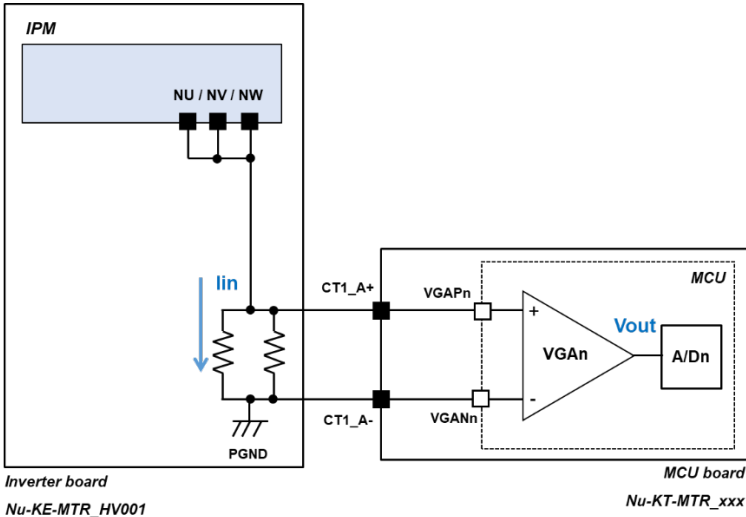 IPM
NU / NV / NW
Iin
CT1_A+
VGAPn
MCU
+
Vout
VGAn
A/Dn
-
CT1_A-
VGANn
PGND
Inverter board
Nu-KE-MTR_HV001
MCU board
Nu-KT-MTR_xxx